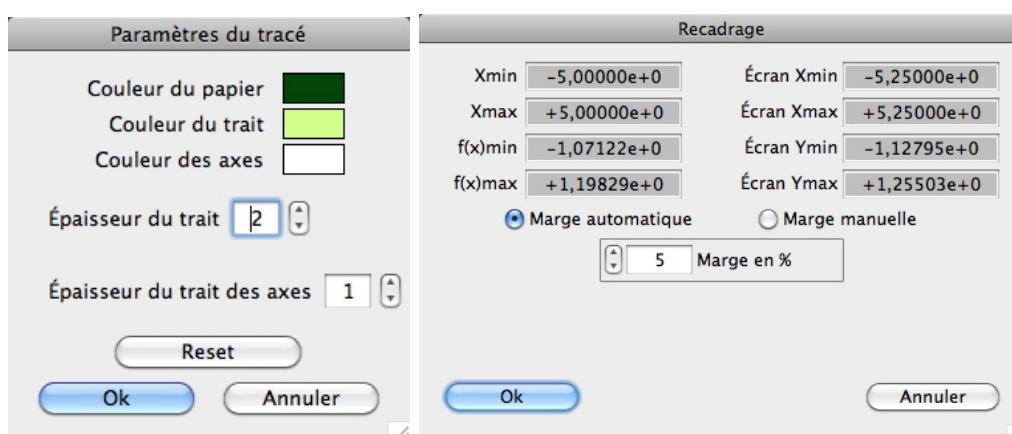 Paramètres du tracé
Couleur du papier
Couleur du trait
Couleur des axes
Épaisseur du trait 2
Épaisseur du trait des axes 1
Reset
Ok Annuler
Recadrage
Xmin -5,00000e+0 Écran Xmin -5,25000e+0
Xmax +5,00000e+0 Écran Xmax +5,25000e+0
f(x)min -1,07122e+0 Écran Ymin -1,12795e+0
f(x)max +1,19829e+0 Écran Ymax +1,25503e+0
Marge automatique Marge manuelle
5 Marge en %
Ok Annuler